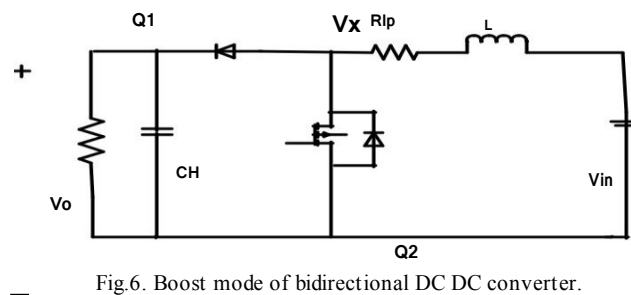 Q1
Vx
Rlp
L
+
CH
Vin
Vo
Q2
Fig.6. Boost mode of bidirectional DC DC converter.